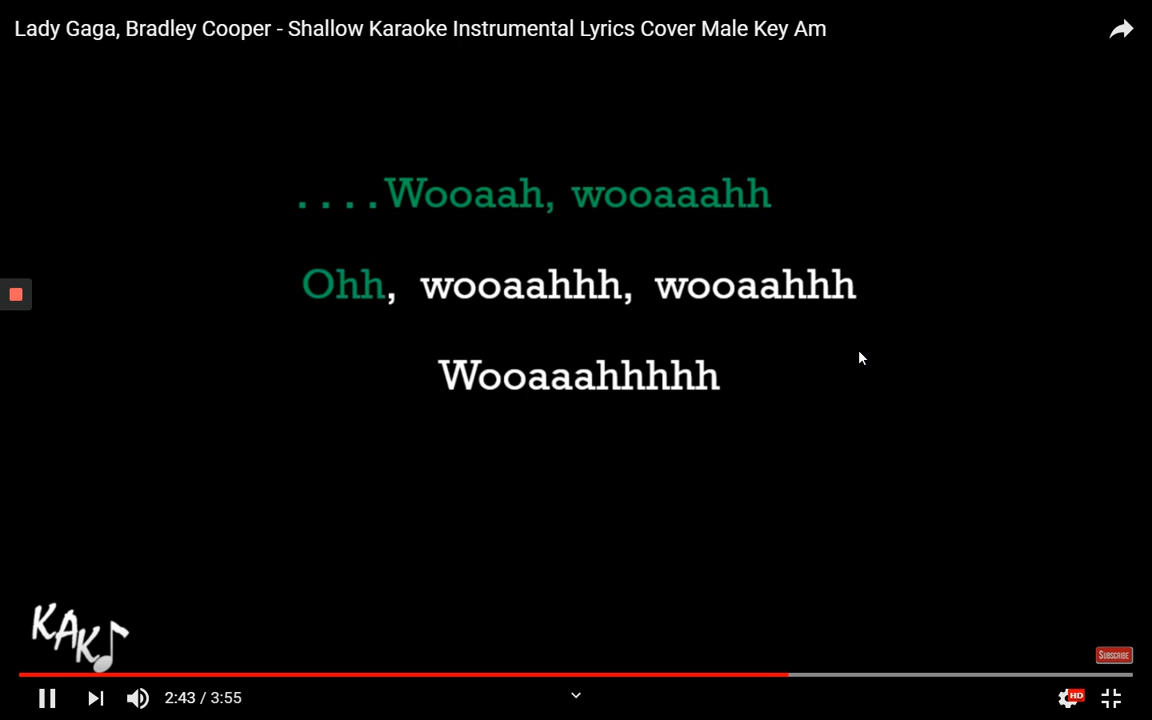 Lady Gaga, Bradley Cooper - Shallow Karaoke Instrumental Lyrics Cover Male Key Am
....Wooaah, wooaaahh
Ohh, wooaahhh, wooaahhh
Wooaaahhhhh
KAK
SUBSCRIBE
2:43 / 3:55
HD